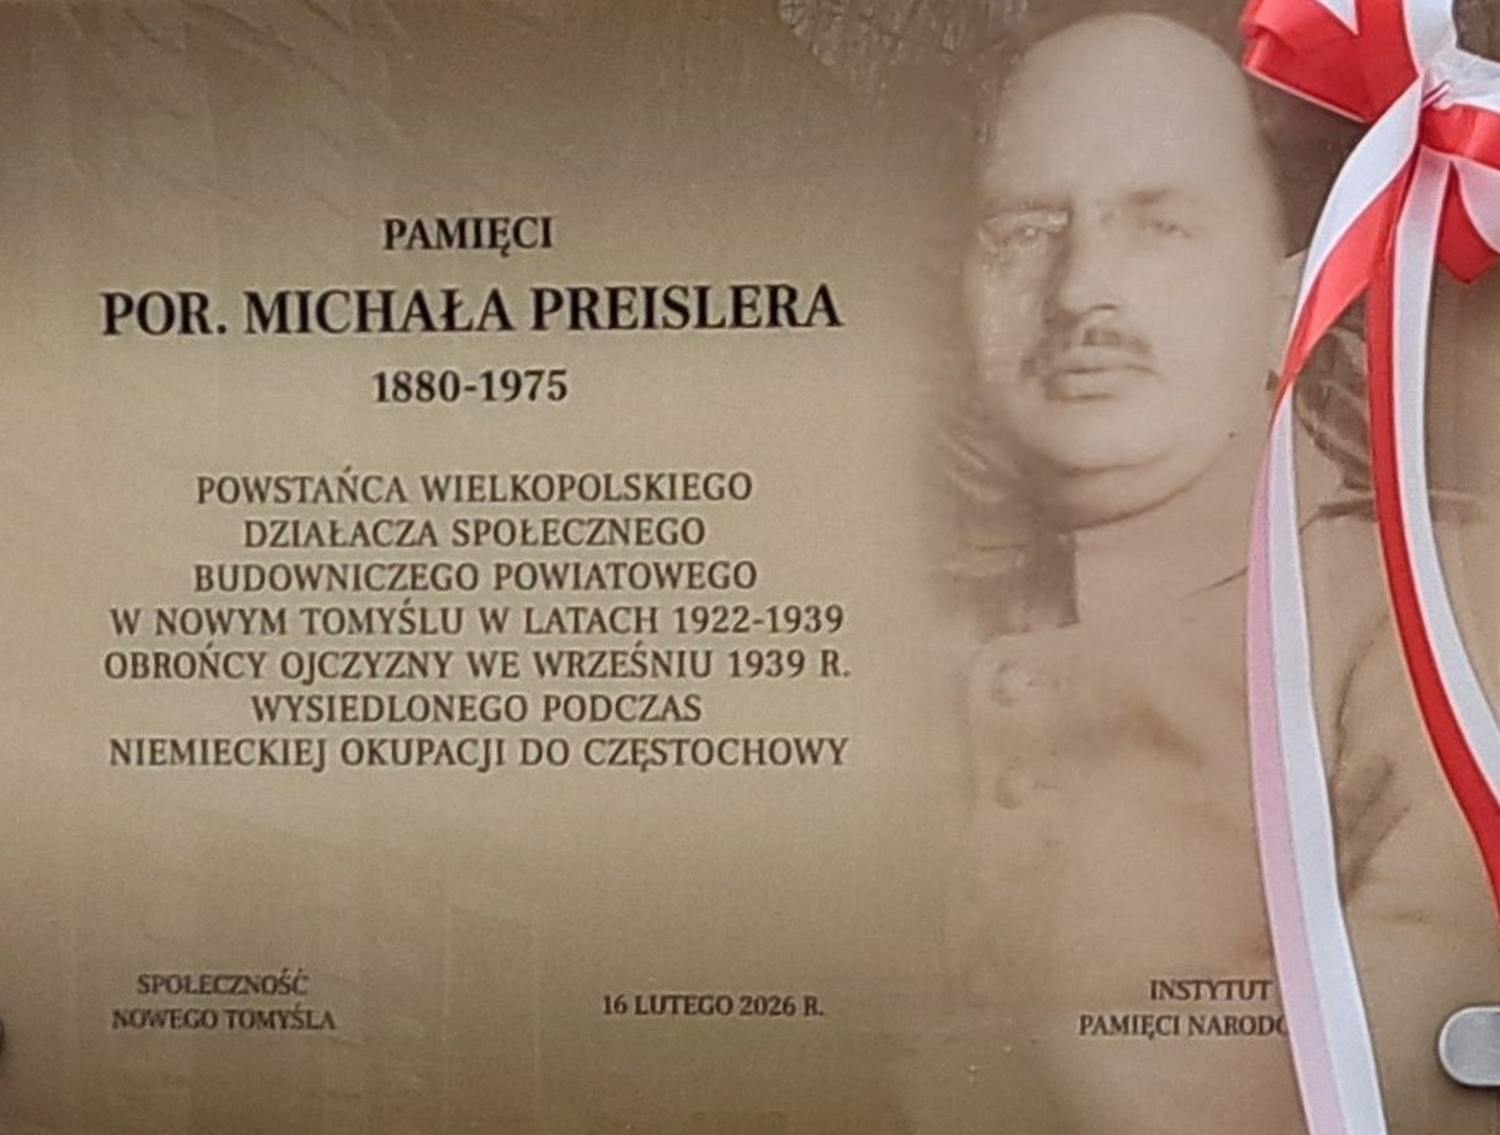 PAMIĘCI
POR. MICHAŁA PREISLERA
1880-1975
POWSTAŃCA WIELKOPOLSKIEGO
DZIAŁACZA SPOŁECZNEGO
BUDOWNICZEGO POWIATOWEGO
W NOWYM TOMYŚLU W LATACH 1922-1939
OBROŃCY OJCZYZNY WE WRZEŚNIU 1939 R.
WYSIEDLONEGO PODCZAS
NIEMIECKIEJ OKUPACJI DO CZĘSTOCHOWY
SPOŁECZNOŚĆ
NOWEGO TOMYŚLA
16 LUTEGO 2026 R.
INSTYTUT
PAMIĘCI